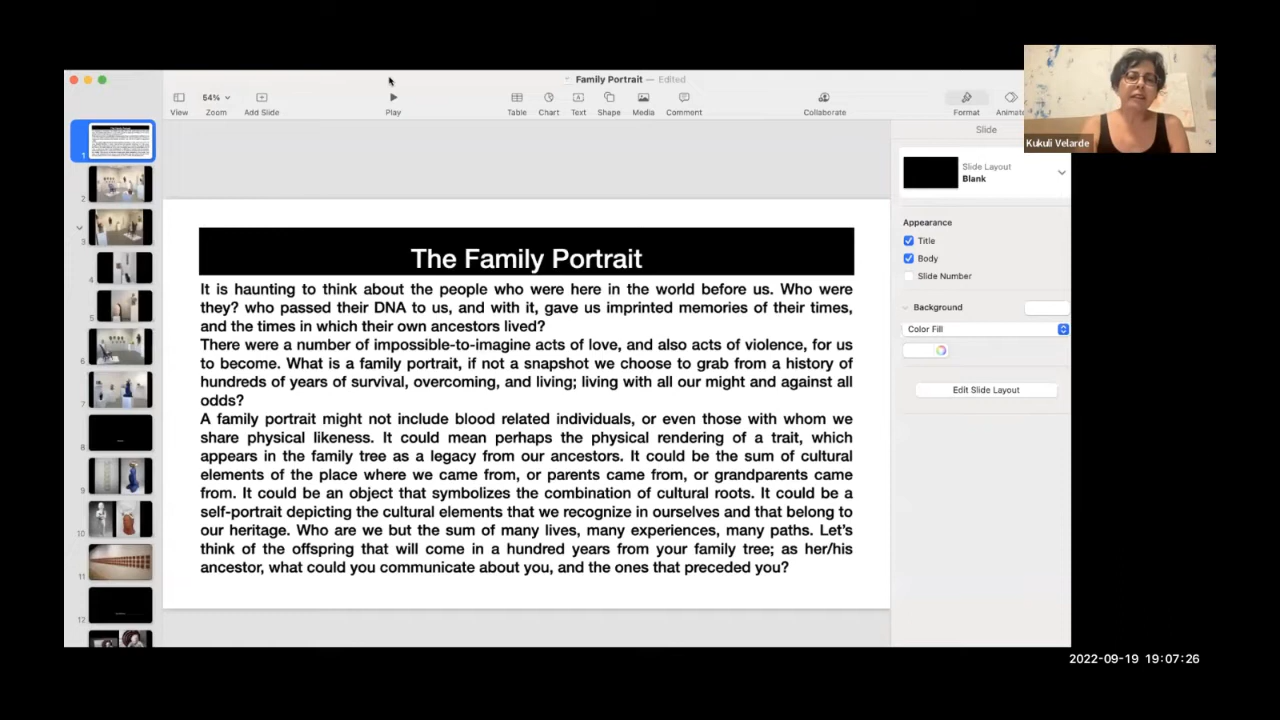 Family Portrait — Edited
54%
View Zoom Add Slide Play Table Chart Text Shape Media Comment Collaborate Format Animate
Kukuli Velarde
Slide
Slide Layout
Blank
Appearance
Title
Body
Slide Number
Background
Color Fill
Edit Slide Layout
1
2
3
4
5
6
7
8
9
10
11
12
The Family Portrait
It is haunting to think about the people who were here in the world before us. Who were
they? who passed their DNA to us, and with it, gave us imprinted memories of their times,
and the times in which their own ancestors lived?
There were a number of impossible-to-imagine acts of love, and also acts of violence, for us
to become. What is a family portrait, if not a snapshot we choose to grab from a history of
hundreds of years of survival, overcoming, and living; living with all our might and against all
odds?
A family portrait might not include blood related individuals, or even those with whom we
share physical likeness. It could mean perhaps the physical rendering of a trait, which
appears in the family tree as a legacy from our ancestors. It could be the sum of cultural
elements of the place where we came from, or parents came from, or grandparents came
from. It could be an object that symbolizes the combination of cultural roots. It could be a
self-portrait depicting the cultural elements that we recognize in ourselves and that belong to
our heritage. Who are we but the sum of many lives, many experiences, many paths. Let's
think of the offspring that will come in a hundred years from your family tree; as her/his
ancestor, what could you communicate about you, and the ones that preceded you?
2022-09-19 19:07:26